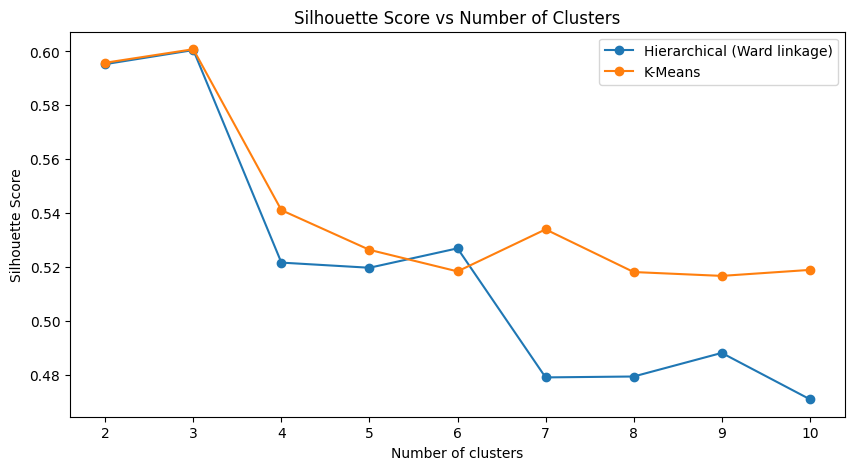 Silhouette Score vs Number of Clusters
Hierarchical (Ward linkage)
K-Means
Silhouette Score
0.60
0.58
0.56
0.54
0.52
0.50
0.48
2 3 4 5 6 7 8 9 10
Number of clusters